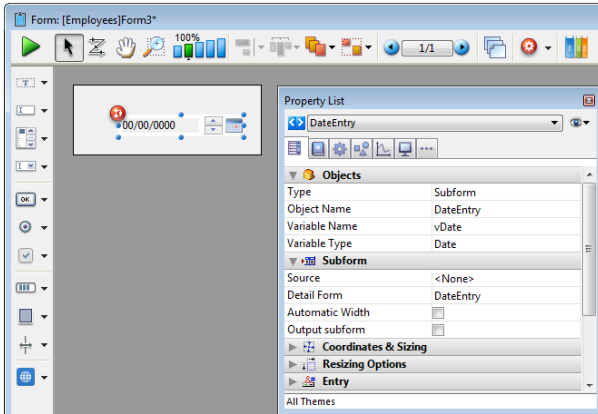 Form: [Employees]Form3*
100%
1/1
00/00/0000
OK
Property List
DateEntry
Objects
Type Subform
Object Name DateEntry
Variable Name vDate
Variable Type Date
Subform
Source <None>
Detail Form DateEntry
Automatic Width
Output subform
Coordinates & Sizing
Resizing Options
Entry
All Themes